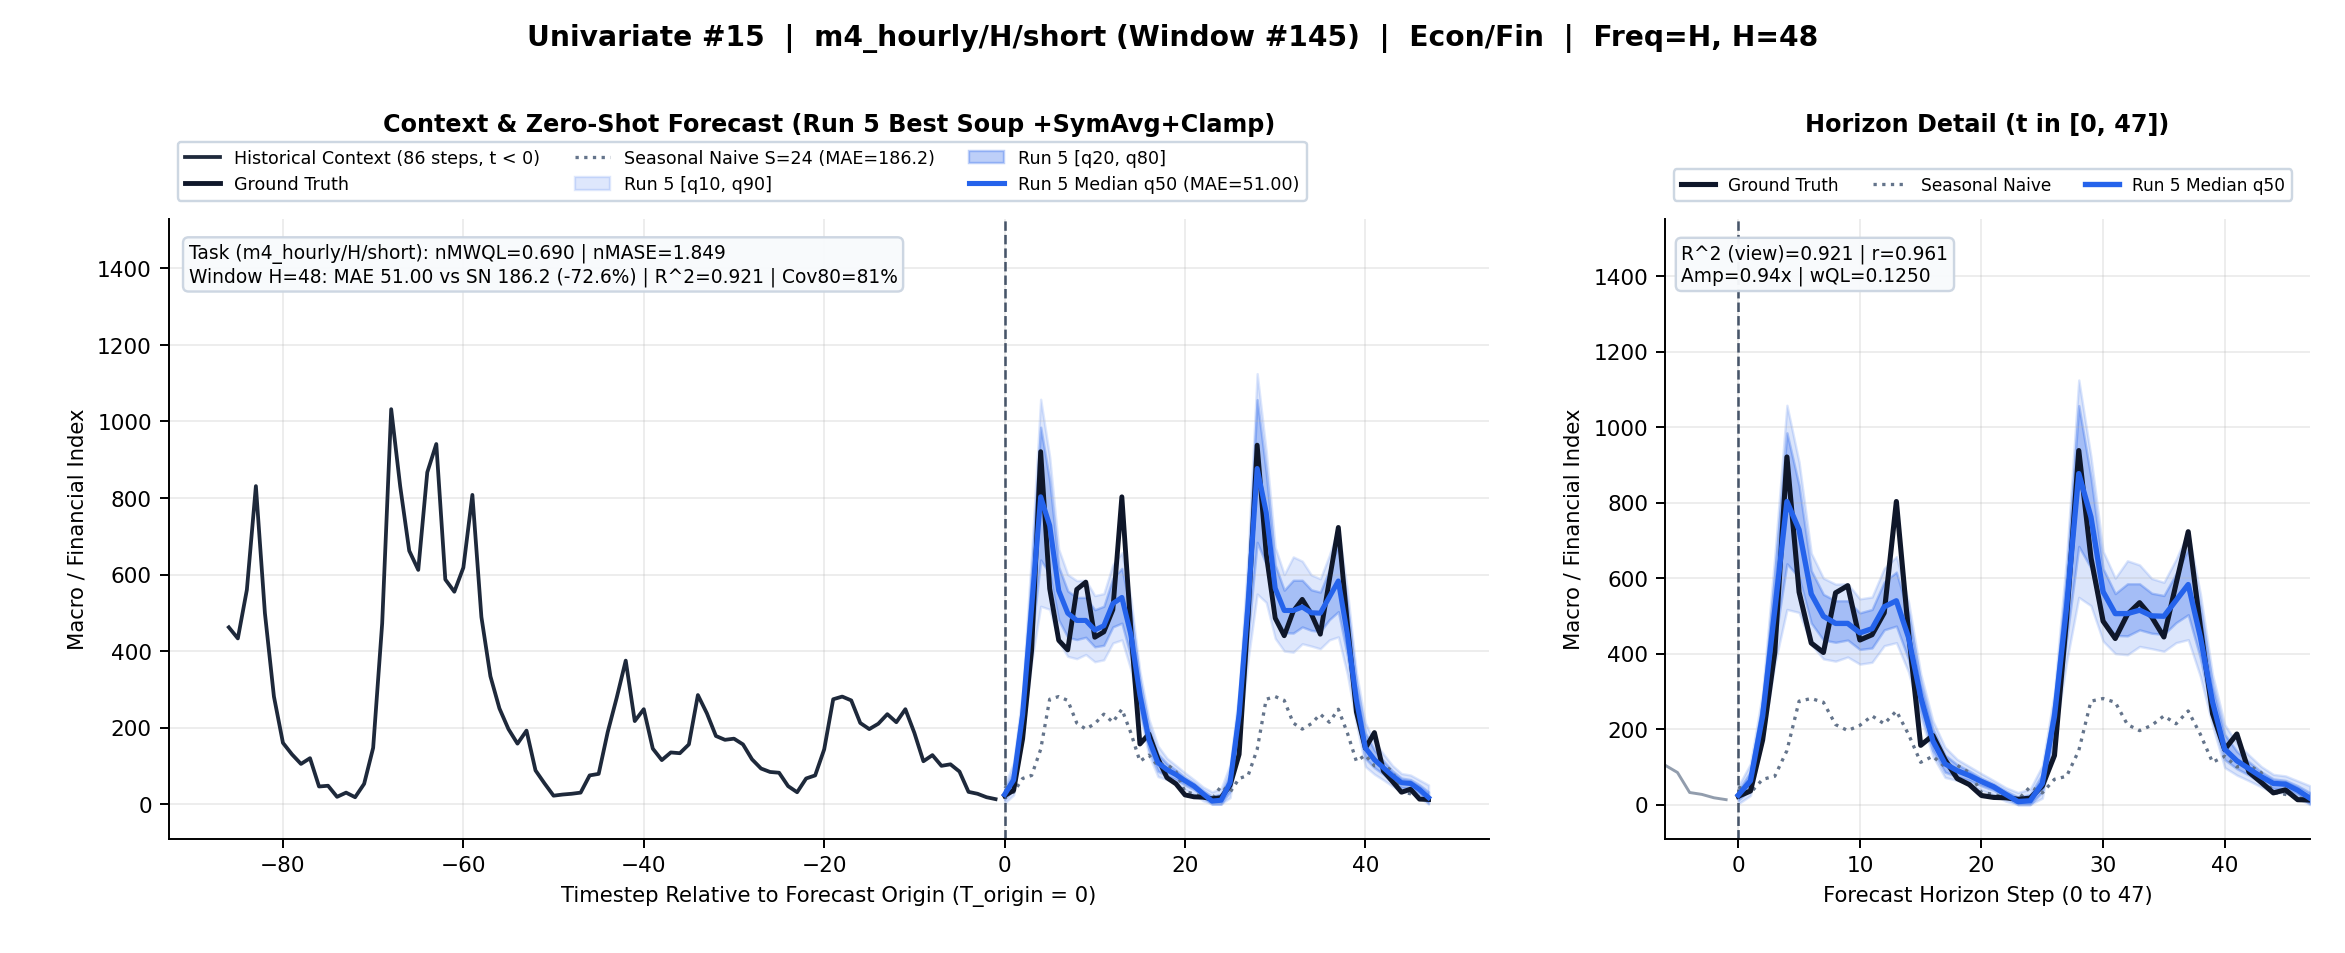 Univariate #15 | m4_hourly/H/short (Window #145) | Econ/Fin | Freq=H, H=48
Context & Zero-Shot Forecast (Run 5 Best Soup +SymAvg+Clamp)
Historical Context (86 steps, t < 0)
Ground Truth
Seasonal Naive S=24 (MAE=186.2)
Run 5 [q10, q90]
Run 5 [q20, q80]
Run 5 Median q50 (MAE=51.00)
Task (m4_hourly/H/short): nMWQL=0.690 | nMASE=1.849
Window H=48: MAE 51.00 vs SN 186.2 (-72.6%) | R^2=0.921 | Cov80=81%
Macro / Financial Index
1400
1200
1000
800
600
400
200
0
−80 −60 −40 −20 0 20 40
Timestep Relative to Forecast Origin (T_origin = 0)
Horizon Detail (t in [0, 47])
Ground Truth Seasonal Naive Run 5 Median q50
R^2 (view)=0.921 | r=0.961
Amp=0.94x | wQL=0.1250
Macro / Financial Index
1400
1200
1000
800
600
400
200
0
0 10 20 30 40
Forecast Horizon Step (0 to 47)